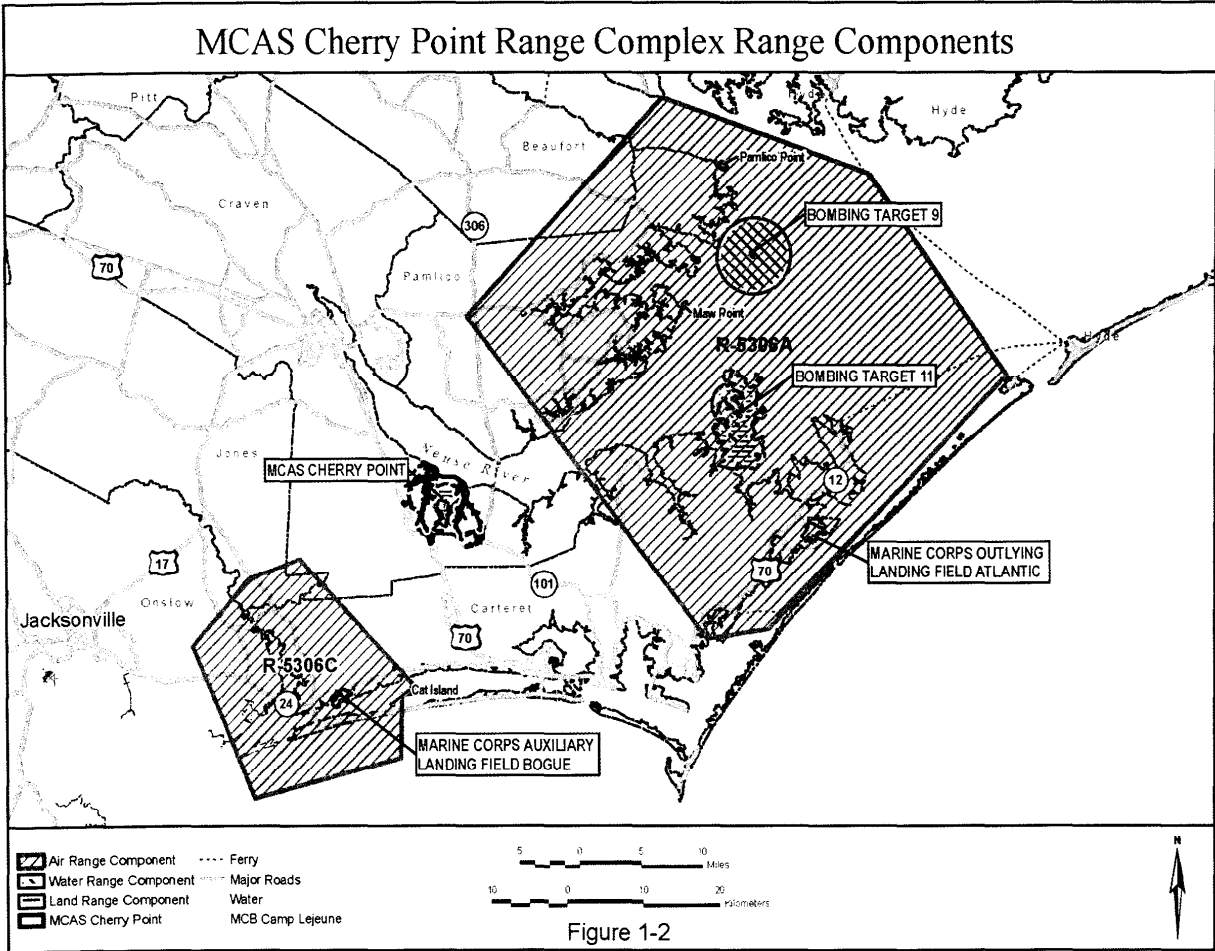 MCAS Cherry Point Range Complex Range Components
Pitt
Hyde
Hyde
Beaufort
Pamlico Point
Craven
BOMBING TARGET 9
306
70
Pamlico
Maw Point
R-5306A
Hyde
BOMBING TARGET 11
Jones
Neuse River
MCAS CHERRY POINT
12
17
MARINE CORPS OUTLYING
LANDING FIELD ATLANTIC
70
101
Onslow
Carteret
Jacksonville
70
R-5306C
Cat Island
24
MARINE CORPS AUXILIARY
LANDING FIELD BOGUE
Air Range Component
Water Range Component
Land Range Component
MCAS Cherry Point
Ferry
Major Roads
Water
MCB Camp Lejeune
5 0 5 10
Miles
10 0 10 20
Kilometers
N
Figure 1-2